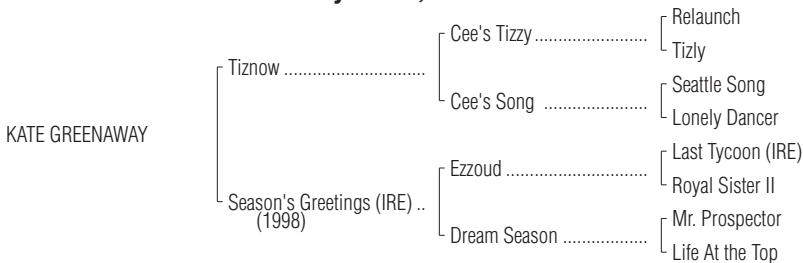 Relaunch
Cee's Tizzy ........................
Tizly
Tiznow ..............................
Seattle Song
Cee's Song ......................
Lonely Dancer
KATE GREENAWAY
Last Tycoon (IRE)
Ezzoud ..............................
Royal Sister II
Season's Greetings (IRE) ..
(1998)
Mr. Prospector
Dream Season ..................
Life At the Top